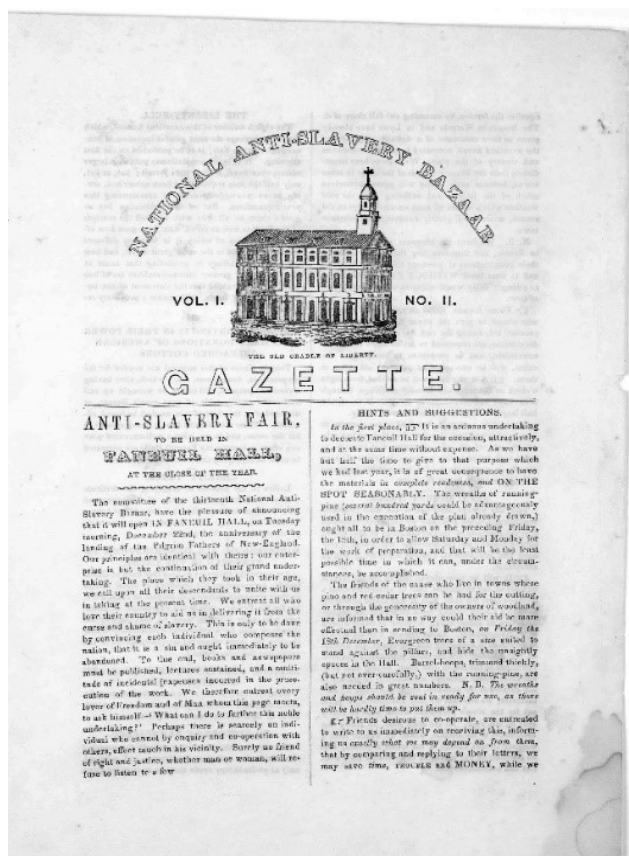 NATIONAL ANTI-SLAVERY BAZAAR
VOL. I.
NO. II.
THE OLD CRADLE OF LIBERTY.
GAZETTE.
ANTI-SLAVERY FAIR,
TO BE HELD IN
FANEUIL HALL,
AT THE CLOSE OF THE YEAR.
The committee of the thirteenth National Anti-
Slavery Bazaar, have the pleasure of announcing
that it will open IN FANEUIL HALL, on Tuesday
morning, December 22nd, the anniversary of the
landing of the Pilgrim Fathers of New-England.
Our principles are identical with theirs: our enter-
prise is but the continuation of their grand under-
taking. The place which they took in their age,
we call upon all their descendants to unite with us
in taking at the present time. We entreat all who
love their country to aid us in delivering it from the
curse and shame of slavery. This is only to be done
by convincing each individual who composes the
nation, that it is a sin and ought immediately to be
abandoned. To this end, books and newspapers
must be published, lectures sustained, and a multi-
tude of incidental expenses incurred in the prose-
cution of the work. We therefore entreat every
lover of Freedom and of Man whom this page meets,
to ask himself—'What can I do to further this noble
undertaking?' Perhaps there is scarcely an indi-
vidual who cannot by enquiry and co-operation with
others, effect much in his vicinity. Surely no friend
of right and justice, whether man or woman, will re-
fuse to listen to a few
HINTS AND SUGGESTIONS.
In the first place, ☞ It is an arduous undertaking
to decorate Faneuil Hall for the occasion, attractively,
and at the same time without expense. As we have
but half the time to give to that purpose which
we had last year, it is of great consequence to have
the materials in complete readiness, and ON THE
SPOT SEASONABLY. The wreaths of running-
pine (several hundred yards could be advantageously
used in the execution of the plan already drawn,)
ought all to be in Boston on the preceding Friday,
the 18th, in order to allow Saturday and Monday for
the work of preparation, and that will be the least
possible time in which it can, under the circum-
stances, be accomplished.
The friends of the cause who live in towns where
pine and red cedar trees can be had for the cutting,
or through the generosity of the owners of woodland,
are informed that in no way could their aid be more
effectual than in sending to Boston, on Friday the
18th December, Evergreen trees of a size suited to
stand against the pillars, and hide the unsightly
spaces in the Hall. Barrel-hoops, trimmed thickly,
(but not over-carefully,) with the running-pine, are
also needed in great numbers. N. B. The wreaths
and hoops should be sent in ready for use, as there
will be hardly time to put them up.
☞ Friends desirous to co-operate, are entreated
to write to us immediately on receiving this, inform-
ing us exactly what we may depend on from them,
that by comparing and replying to their letters, we
may save time, TROUBLE and MONEY, while we